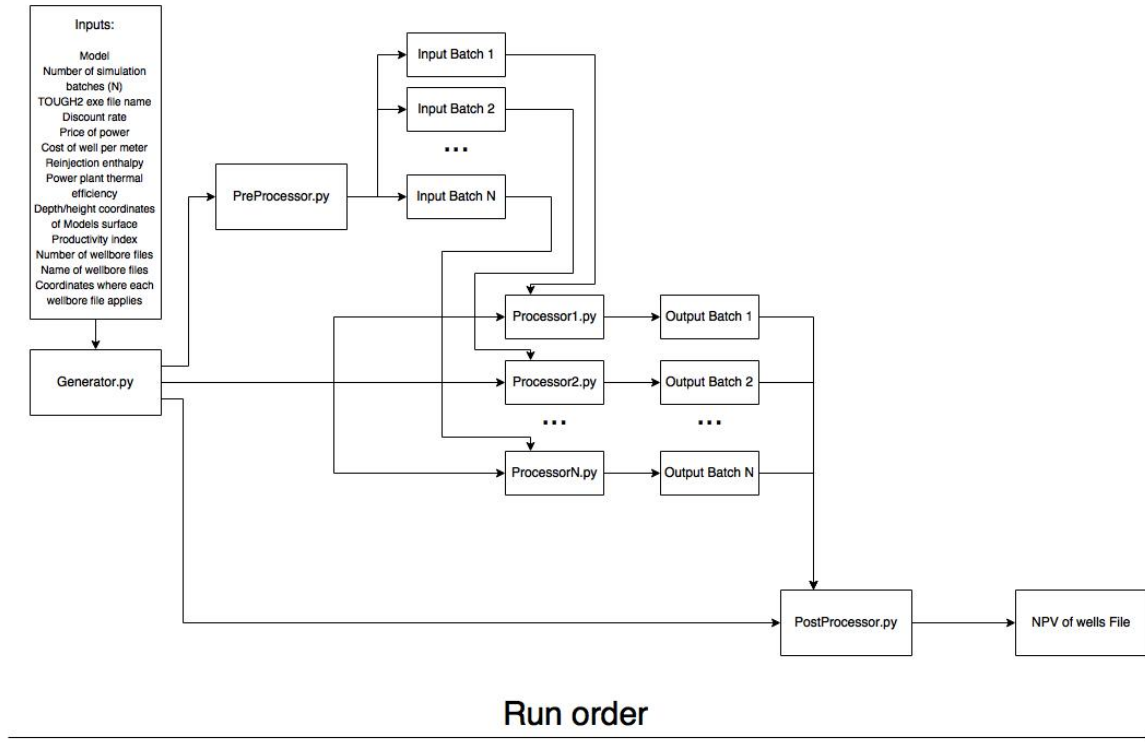 Inputs:
Model
Number of simulation
batches (N)
TOUGH2 exe file name
Discount rate
Price of power
Cost of well per meter
Reinjection enthalpy
Power plant thermal
efficiency
Depth/height coordinates
of Models surface
Productivity index
Number of wellbore files
Name of wellbore files
Coordinates where each
wellbore file applies
Generator.py
PreProcessor.py
Input Batch 1
Input Batch 2
...
Input Batch N
Processor1.py
Output Batch 1
Processor2.py
Output Batch 2
...
...
ProcessorN.py
Output Batch N
PostProcessor.py
NPV of wells File
Run order